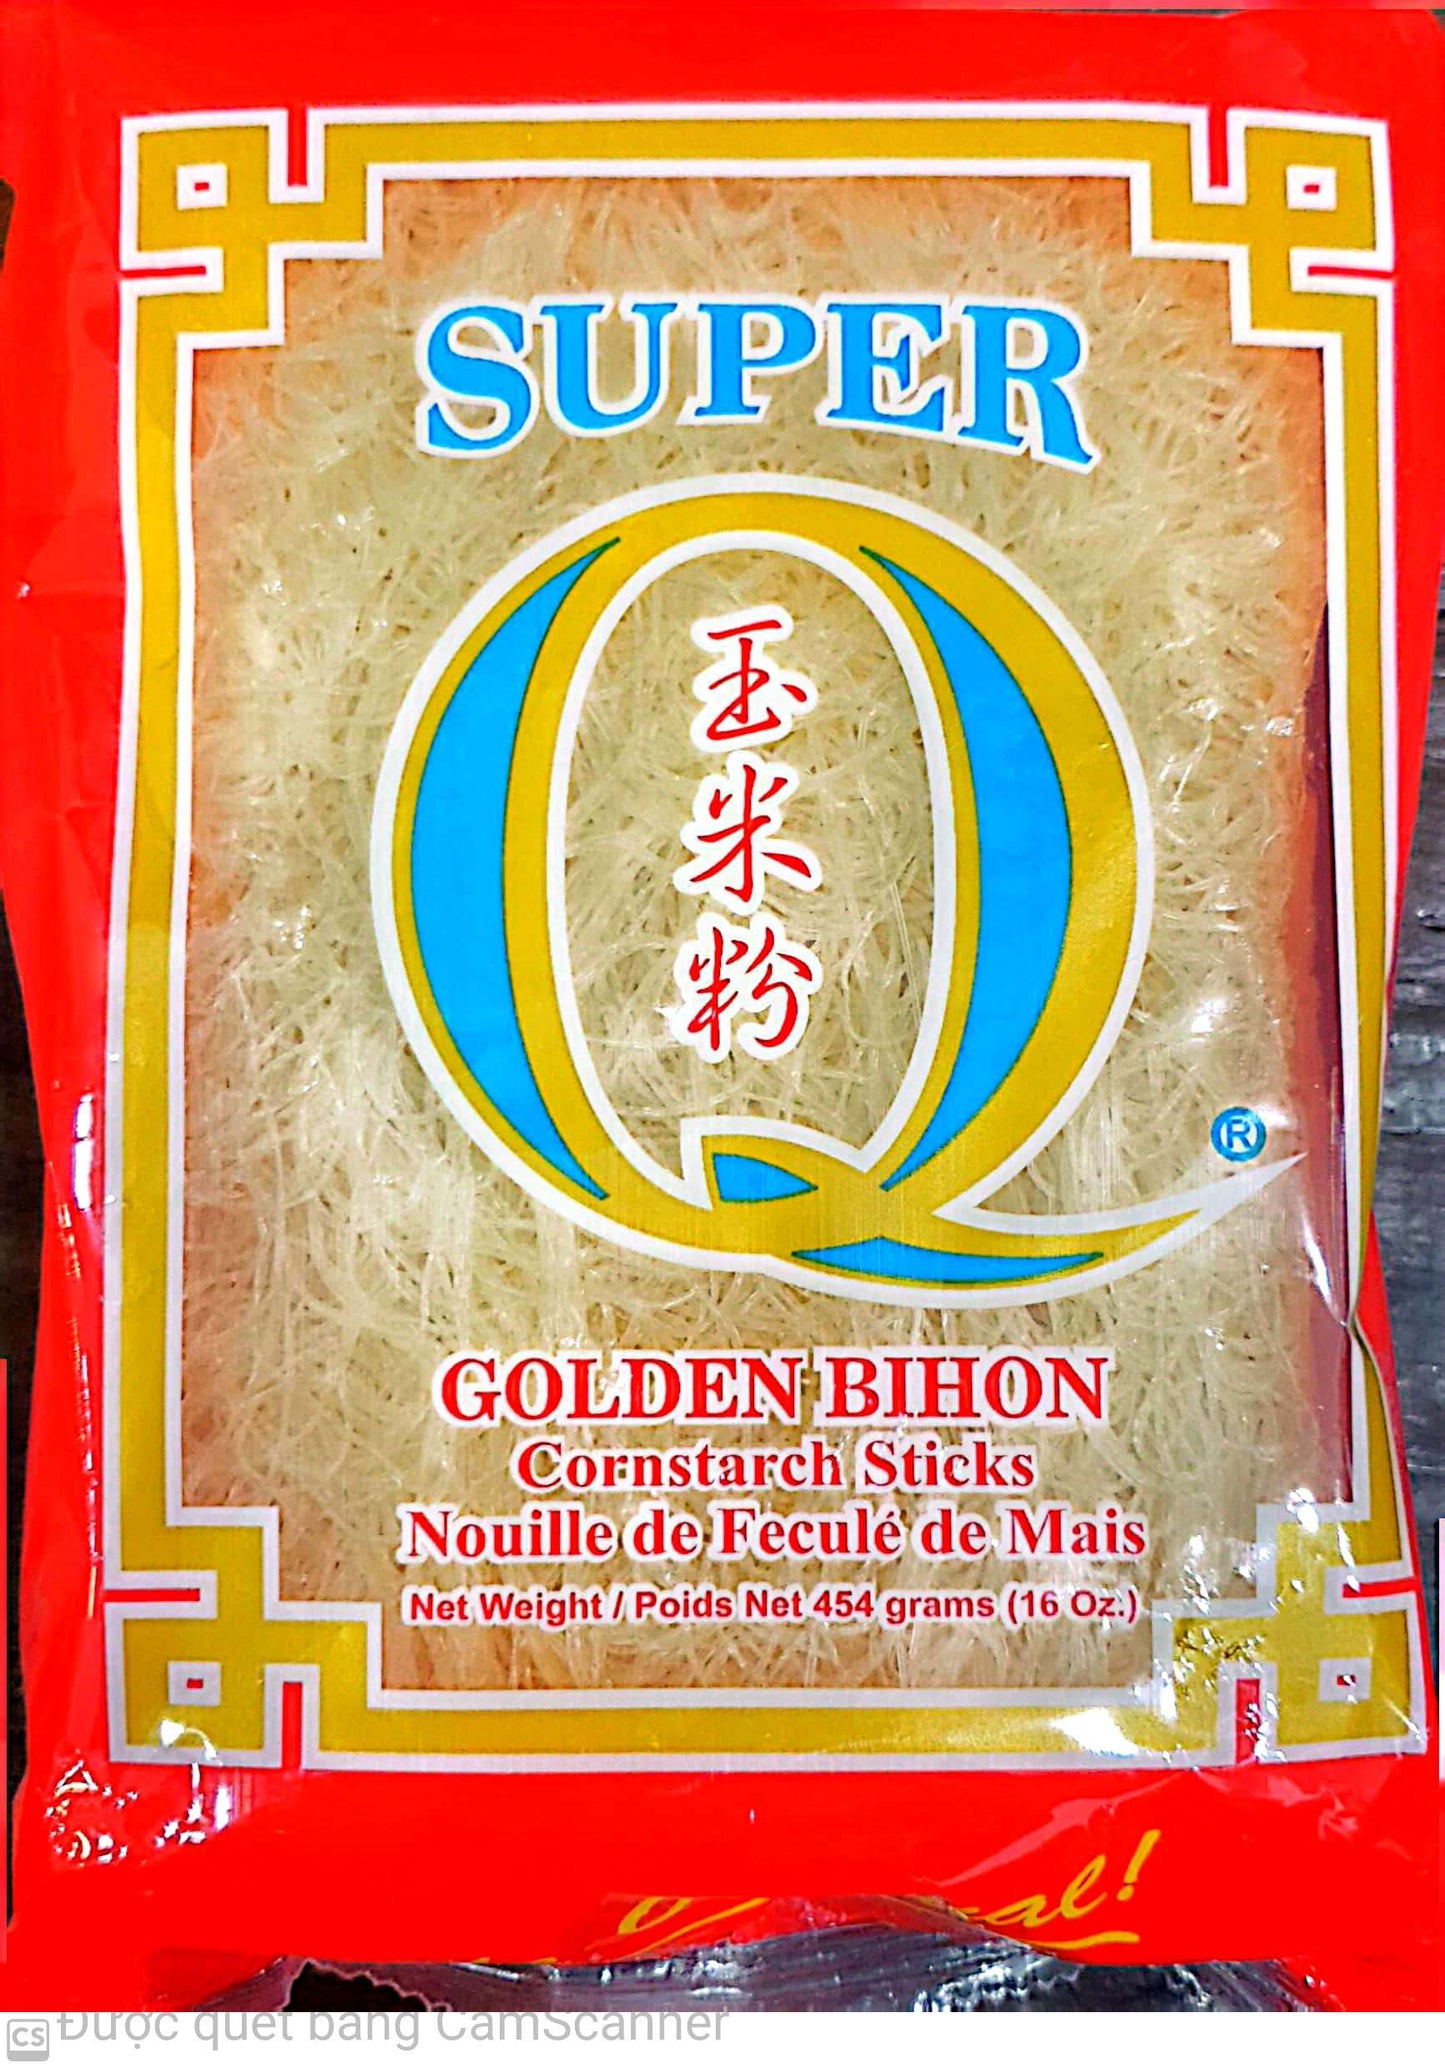 SUPER
Q
玉米粉
®
GOLDEN BIHON
Cornstarch Sticks
Nouille de Feculé de Mais
Net Weight / Poids Net 454 grams (16 Oz.)
CS Được quét bằng CamScanner